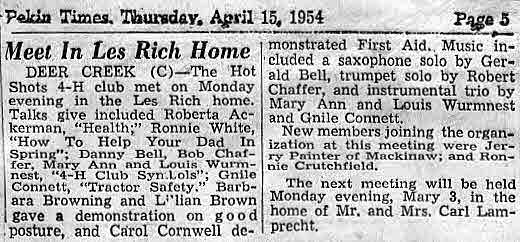 Pekin Times, Thursday, April 15, 1954 Page 5
Meet In Les Rich Home
DEER CREEK (C)—The Hot
Shots 4-H club met on Monday
evening in the Les Rich home.
Talks give included Roberta Ac-
kerman, "Health;" Ronnie White,
"How To Help Your Dad In
Spring"; Danny Bell, Bob Chaf-
fer, Mary Ann and Louis Wurm-
nest, "4-H Club Symbols"; Gnile
Connett, "Tractor Safety." Barba-
ra Browning and Lillian Brown
gave a demonstration on good
posture, and Carol Cornwell de-
monstrated First Aid. Music in-
cluded a saxophone solo by Ger-
ald Bell, trumpet solo by Robert
Chaffer, and instrumental trio by
Mary Ann and Louis Wurmnest
and Gnile Connett.
New members joining the organ-
ization at this meeting were Jer-
ry Painter of Mackinaw; and Ron-
nie Crutchfield.
The next meeting will be held
Monday evening, Mary 3, in the
home of Mr. and Mrs. Carl Lam-
precht.